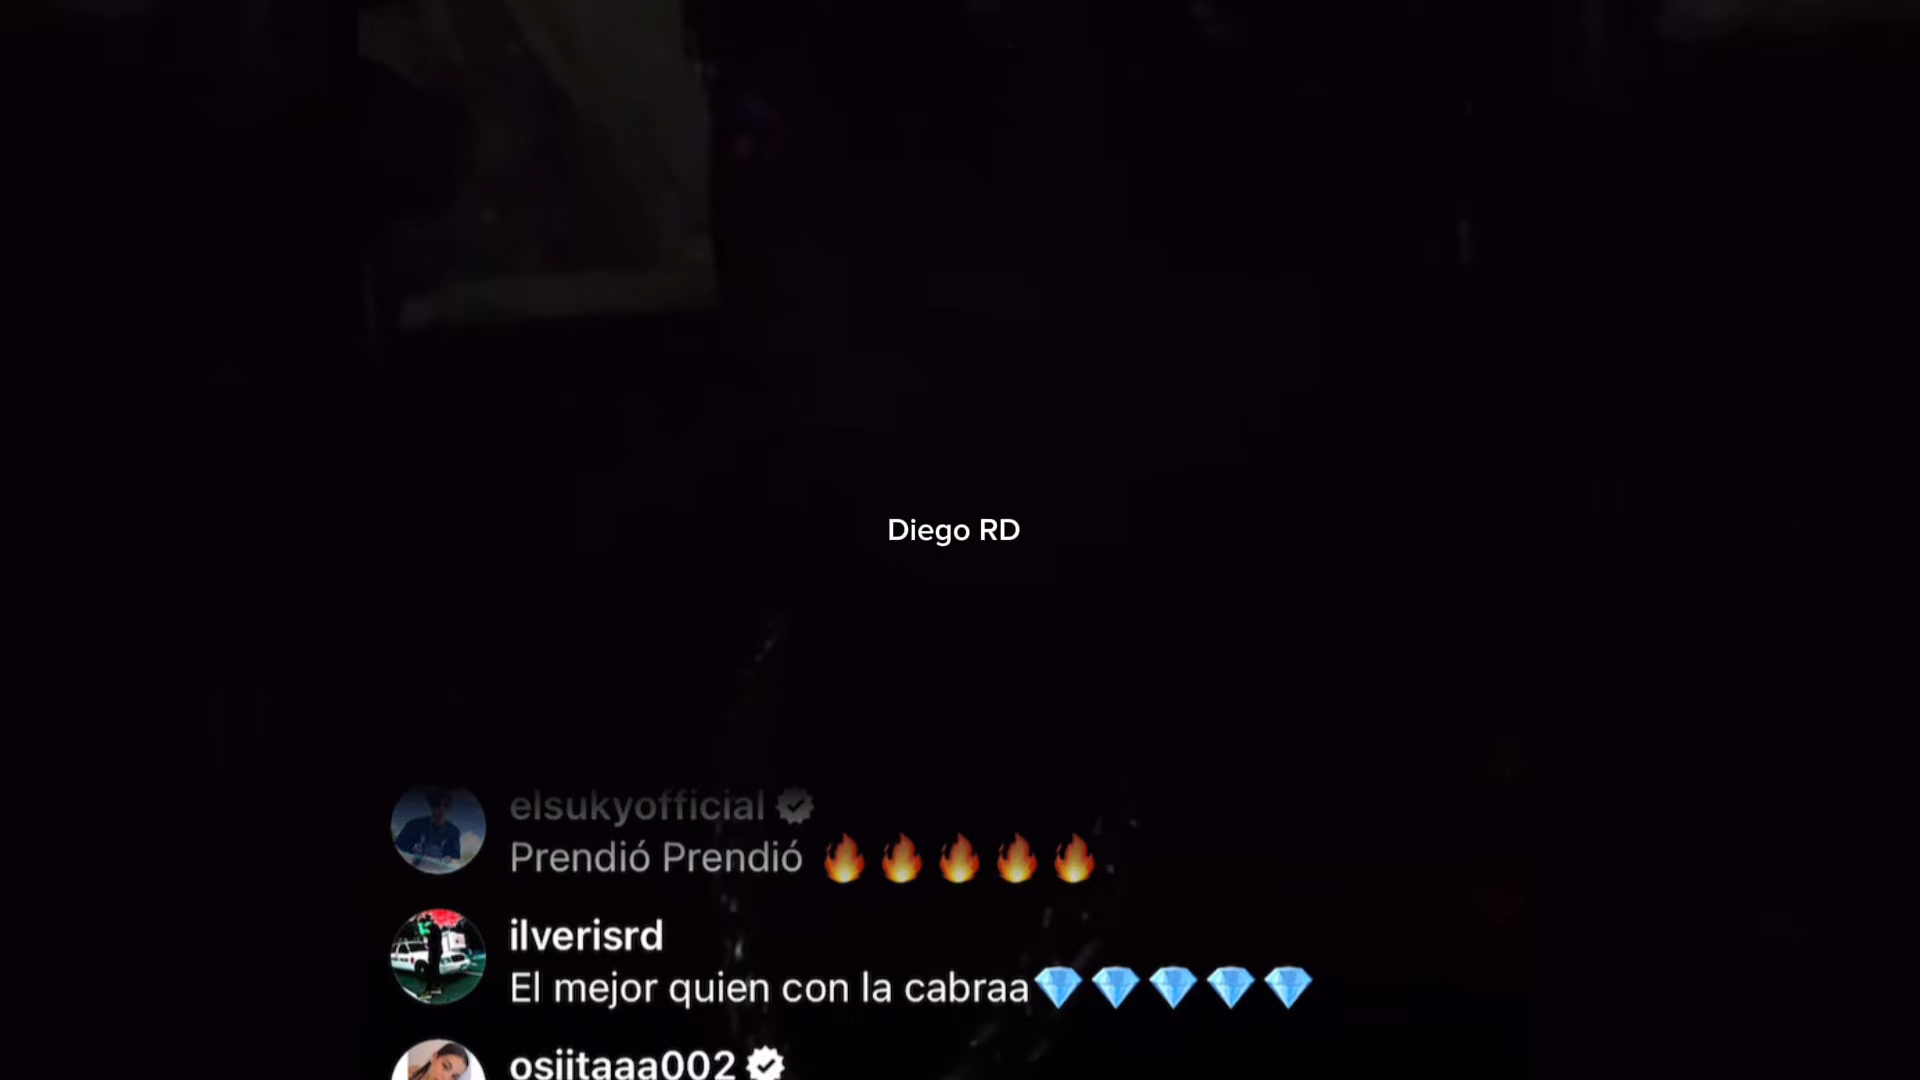 Diego RD
elsukyofficial
Prendió Prendió 🔥🔥🔥🔥🔥
ilverisrd
El mejor quien con la cabraa💎💎💎💎💎
osiitaaa002